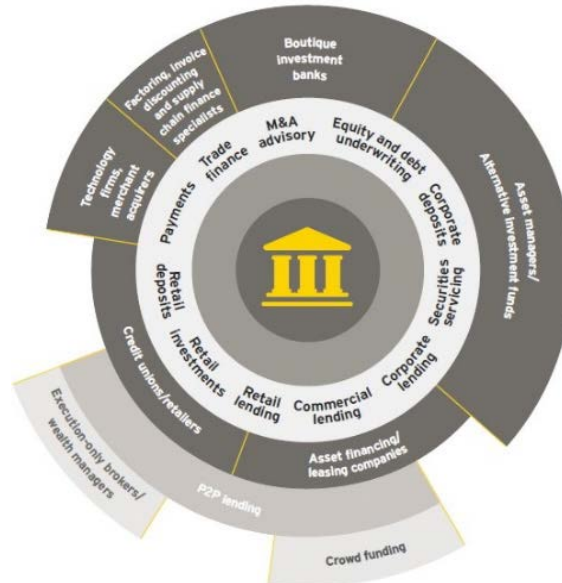 Boutique
investment
banks
Factoring, invoice
discounting
and supply
chain finance
specialists
Technology
firms,
merchant
acquirers
Asset managers/
Alternative investment funds
M&A
advisory
Equity and debt
underwriting
Trade
finance
Corporate
deposits
Payments
Securities
servicing
Retail
deposits
Corporate
lending
Retail
investments
Commercial
lending
Retail
lending
Credit unions/retailers
Asset financing/
leasing companies
Execution-only brokers/
wealth managers
P2P lending
Crowd funding